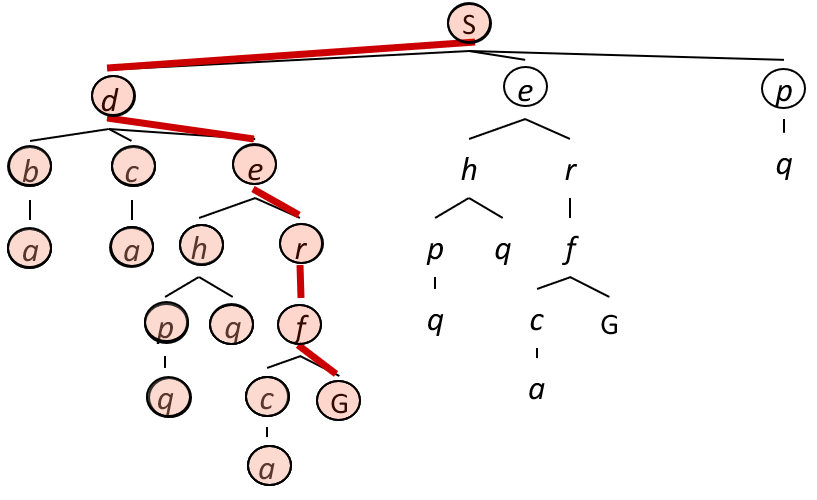 S
d e p
b c e h r q
a a h r p q f
p q f q c G
q c G a
a